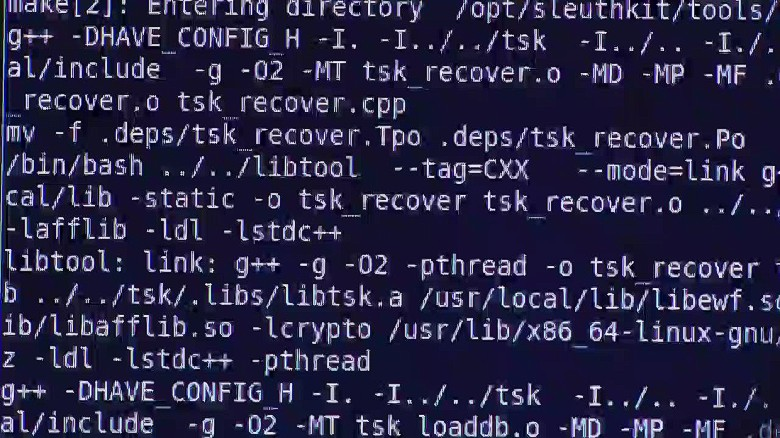 make[2]: Entering directory /opt/sleuthkit/tools/
g++ -DHAVE_CONFIG_H -I. -I../../tsk -I../.. -I./.
al/include -g -O2 -MT tsk_recover.o -MD -MP -MF .
_recover.o tsk_recover.cpp
mv -f .deps/tsk_recover.Tpo .deps/tsk_recover.Po
/bin/bash ../../libtool --tag=CXX --mode=link g+
cal/lib -static -o tsk_recover tsk_recover.o ../..
-lafflib -ldl -lstdc++
libtool: link: g++ -g -O2 -pthread -o tsk_recover t
b ../../tsk/.libs/libtsk.a /usr/local/lib/libewf.so
ib/libafflib.so -lcrypto /usr/lib/x86_64-linux-gnu/
z -ldl -lstdc++ -pthread
g++ -DHAVE_CONFIG_H -I. -I../../tsk -I../.. -I./.
al/include -g -O2 -MT tsk_loaddb.o -MD -MP -MF .d